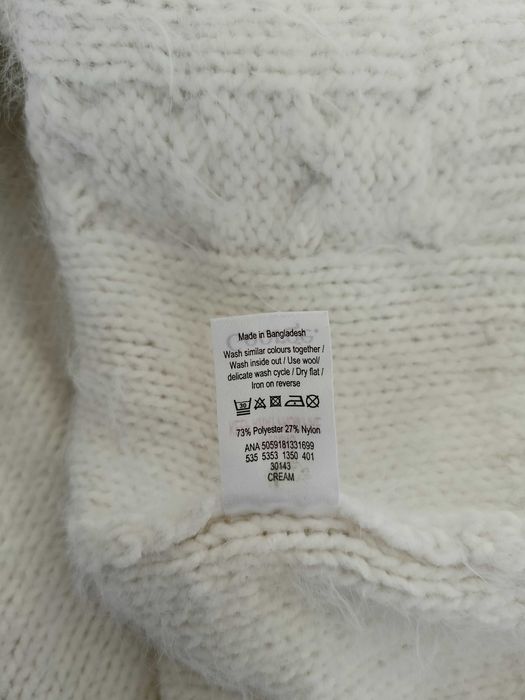 Made in Bangladesh
Wash similar colours together /
Wash inside out / Use wool/
delicate wash cycle / Dry flat /
Iron on reverse
30
73% Polyester 27% Nylon
ANA 5059181331699
535 5353 1350 401
30143
CREAM